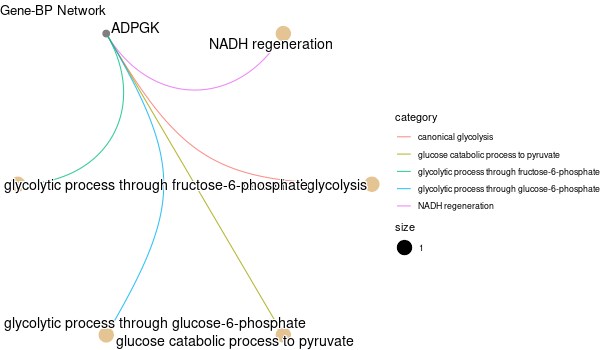 Gene-BP Network
ADPGK
NADH regeneration
glycolytic process through fructose-6-phosphate
glycolysis
glycolytic process through glucose-6-phosphate
glucose catabolic process to pyruvate
category
canonical glycolysis
glucose catabolic process to pyruvate
glycolytic process through fructose-6-phosphate
glycolytic process through glucose-6-phosphate
NADH regeneration
size
1